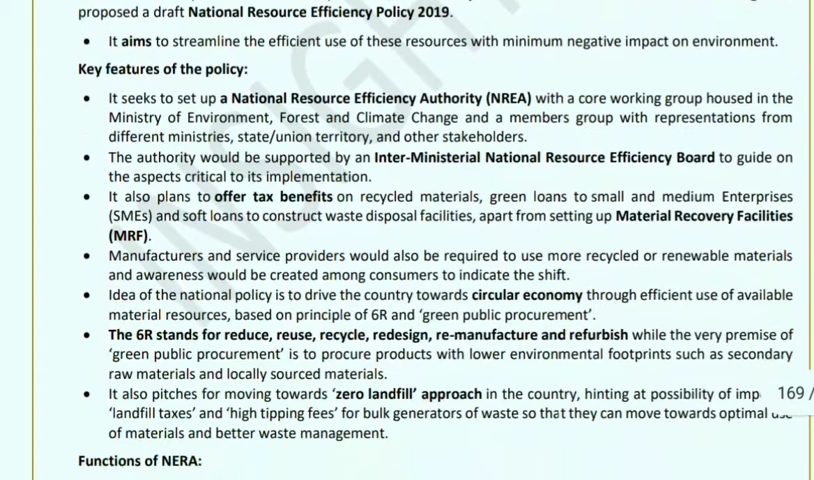 proposed a draft National Resource Efficiency Policy 2019.
• It aims to streamline the efficient use of these resources with minimum negative impact on environment.
Key features of the policy:
• It seeks to set up a National Resource Efficiency Authority (NREA) with a core working group housed in the
Ministry of Environment, Forest and Climate Change and a members group with representations from
different ministries, state/union territory, and other stakeholders.
• The authority would be supported by an Inter-Ministerial National Resource Efficiency Board to guide on
the aspects critical to its implementation.
• It also plans to offer tax benefits on recycled materials, green loans to small and medium Enterprises
(SMEs) and soft loans to construct waste disposal facilities, apart from setting up Material Recovery Facilities
(MRF).
• Manufacturers and service providers would also be required to use more recycled or renewable materials
and awareness would be created among consumers to indicate the shift.
• Idea of the national policy is to drive the country towards circular economy through efficient use of available
material resources, based on principle of 6R and ‘green public procurement’.
• The 6R stands for reduce, reuse, recycle, redesign, re-manufacture and refurbish while the very premise of
‘green public procurement’ is to procure products with lower environmental footprints such as secondary
raw materials and locally sourced materials.
• It also pitches for moving towards ‘zero landfill’ approach in the country, hinting at possibility of imp 169 /
‘landfill taxes’ and ‘high tipping fees’ for bulk generators of waste so that they can move towards optimal
of materials and better waste management.
Functions of NERA:
INSIGHT